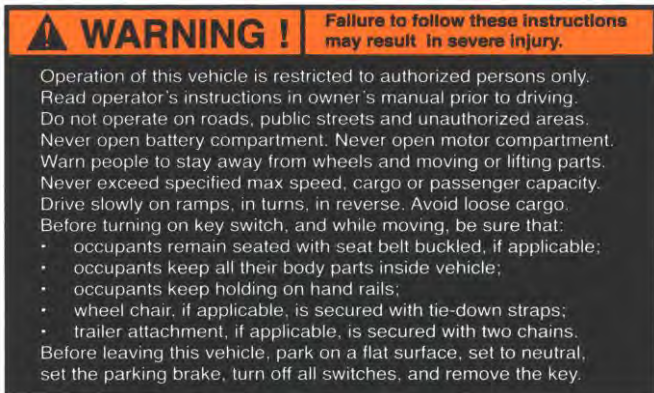 WARNING !
Failure to follow these instructions
may result in severe injury.
Operation of this vehicle is restricted to authorized persons only.
Read operator's instructions in owner's manual prior to driving.
Do not operate on roads, public streets and unauthorized areas.
Never open battery compartment. Never open motor compartment.
Warn people to stay away from wheels and moving or lifting parts.
Never exceed specified max speed, cargo or passenger capacity.
Drive slowly on ramps, in turns, in reverse. Avoid loose cargo.
Before turning on key switch, and while moving, be sure that:
· occupants remain seated with seat belt buckled, if applicable;
· occupants keep all their body parts inside vehicle;
· occupants keep holding on hand rails;
· wheel chair, if applicable, is secured with tie-down straps;
· trailer attachment, if applicable, is secured with two chains.
Before leaving this vehicle, park on a flat surface, set to neutral,
set the parking brake, turn off all switches, and remove the key.